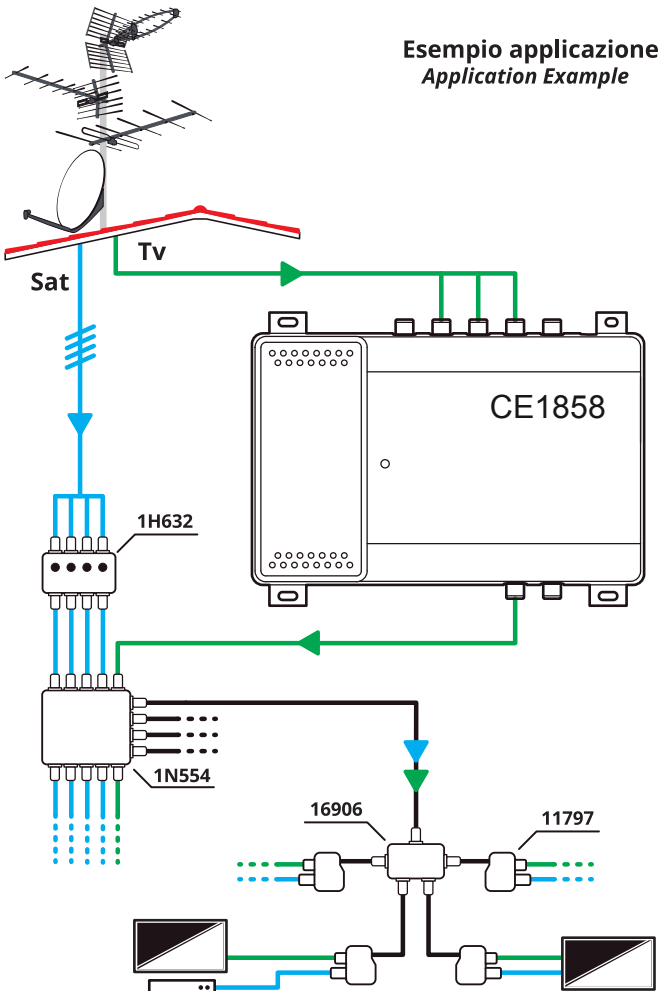 Esempio applicazione
Application Example
Tv
Sat
CE1858
1H632
1N554
16906
11797